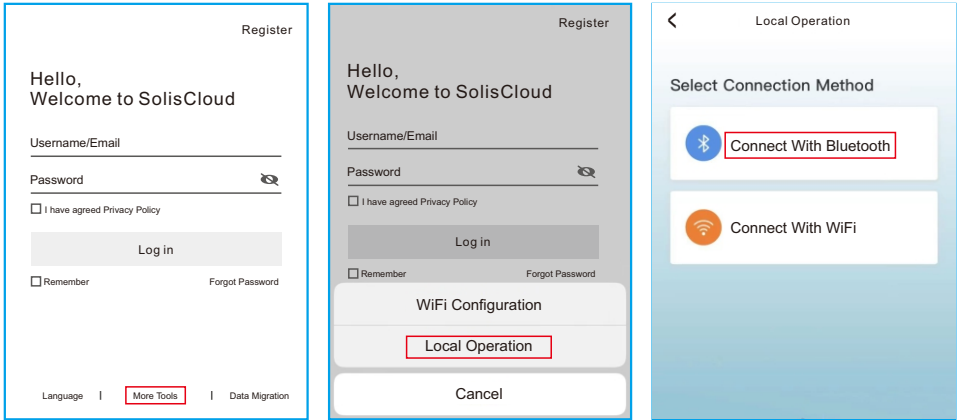 Register
Hello,
Welcome to SolisCloud
Username/Email
Password
I have agreed Privacy Policy
Log in
Remember Forgot Password
Language | More Tools | Data Migration
Register
Hello,
Welcome to SolisCloud
Username/Email
Password
I have agreed Privacy Policy
Log in
Remember Forgot Password
WiFi Configuration
Local Operation
Cancel
Local Operation
Select Connection Method
Connect With Bluetooth
Connect With WiFi